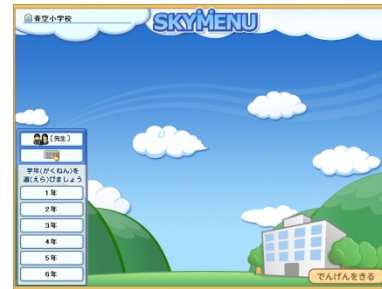 青空小学校
SKYMENU
[先生]
学年(がくねん)を
選(えら)びましょう
1年
2年
3年
4年
5年
6年
でんげんをきる